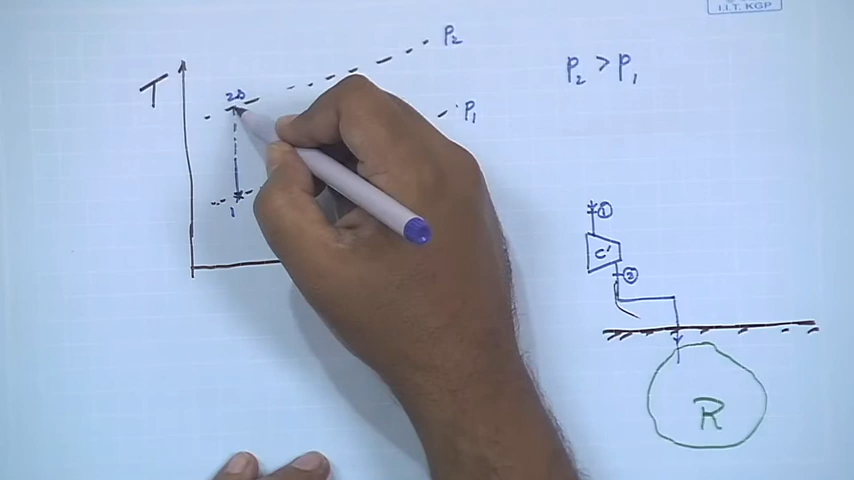 I.I.T. KGP
P₂
T
P₂ > P₁
2s
P₁
1
①
C'
②
R